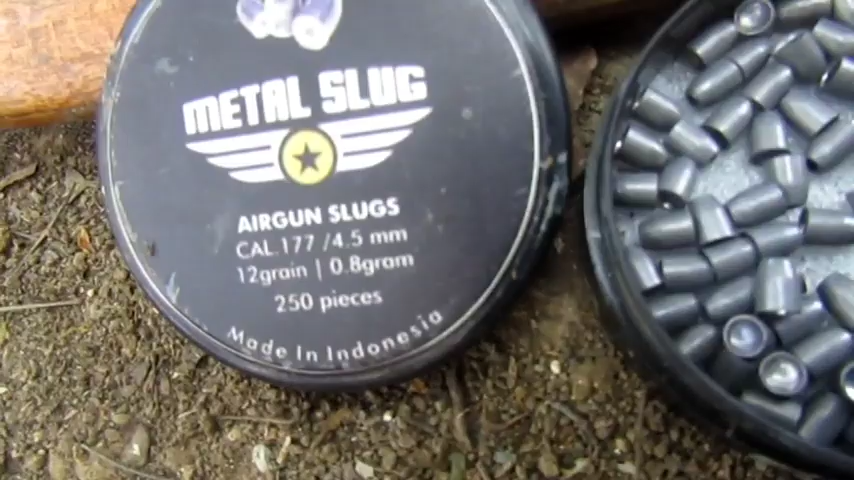 METAL SLUG
AIRGUN SLUGS
CAL.177 /4.5 mm
12grain | 0.8gram
250 pieces
Made In Indonesia